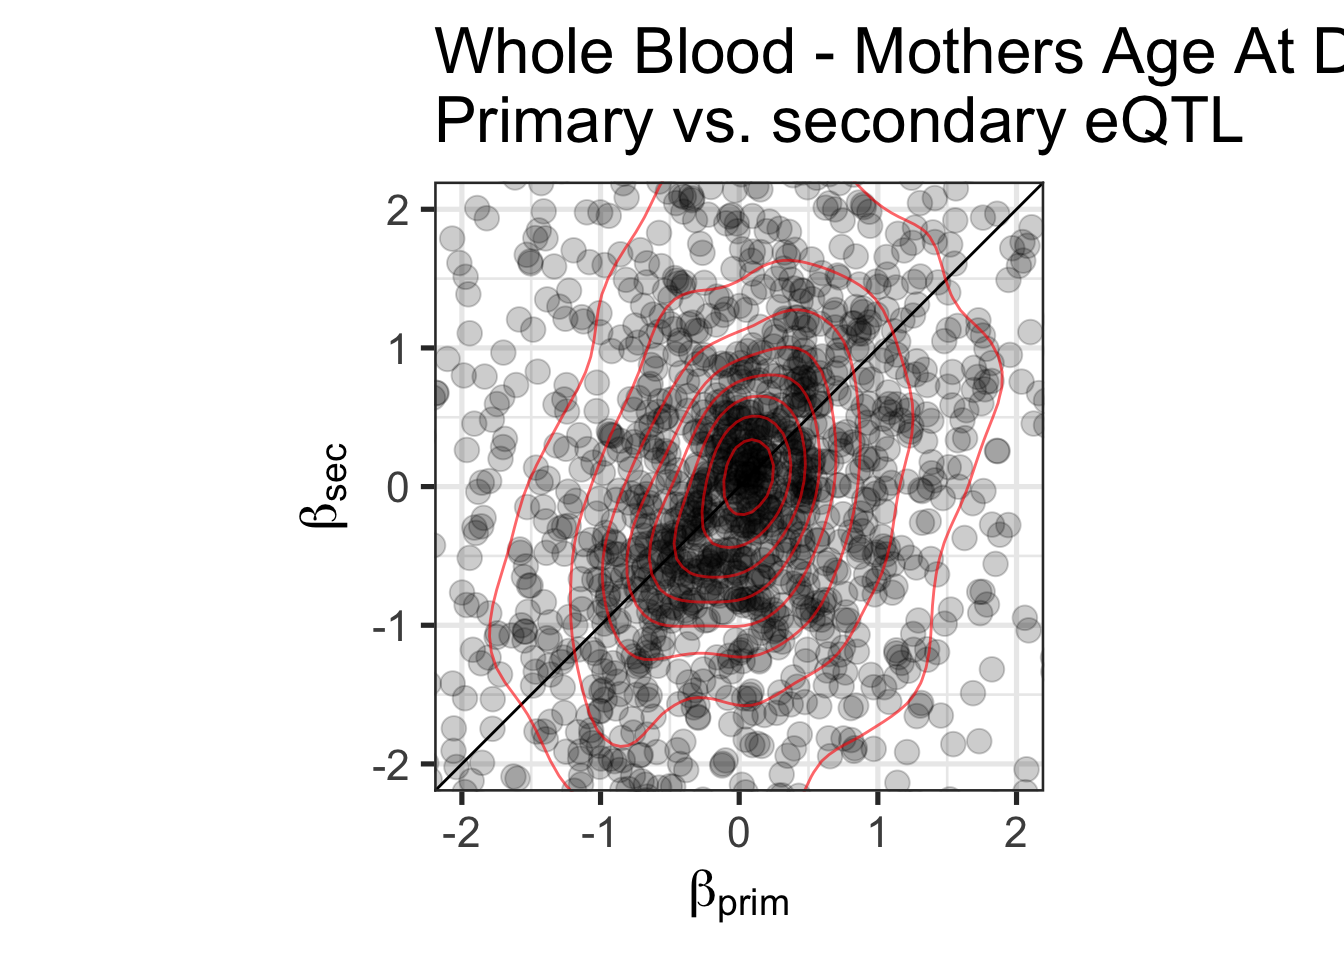 Whole Blood - Mothers Age At D
Primary vs. secondary eQTL
2
1
0
-1
-2
βsec
-2 -1 0 1 2
βprim